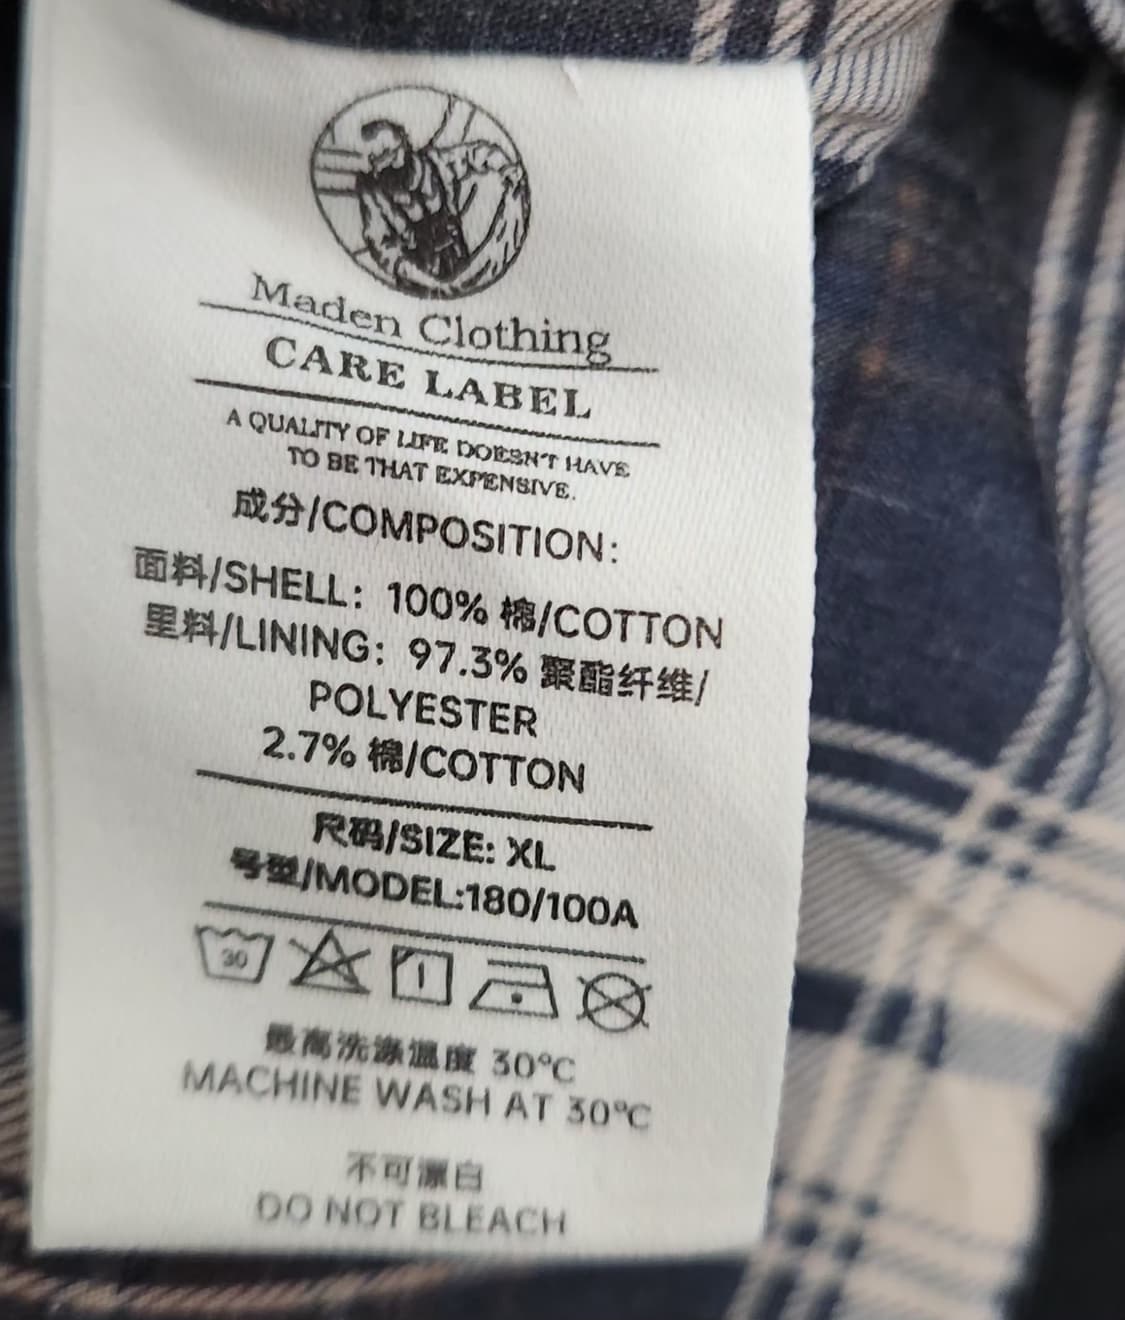 Maden Clothing
CARE LABEL
A QUALITY OF LIFE DOESN'T HAVE
TO BE THAT EXPENSIVE.
成分/COMPOSITION:
面料/SHELL: 100% 棉/COTTON
里料/LINING: 97.3% 聚酯纤维/
POLYESTER
2.7% 棉/COTTON
尺码/SIZE: XL
号型/MODEL:180/100A
30
最高洗涤温度 30℃
MACHINE WASH AT 30℃
不可漂白
DO NOT BLEACH